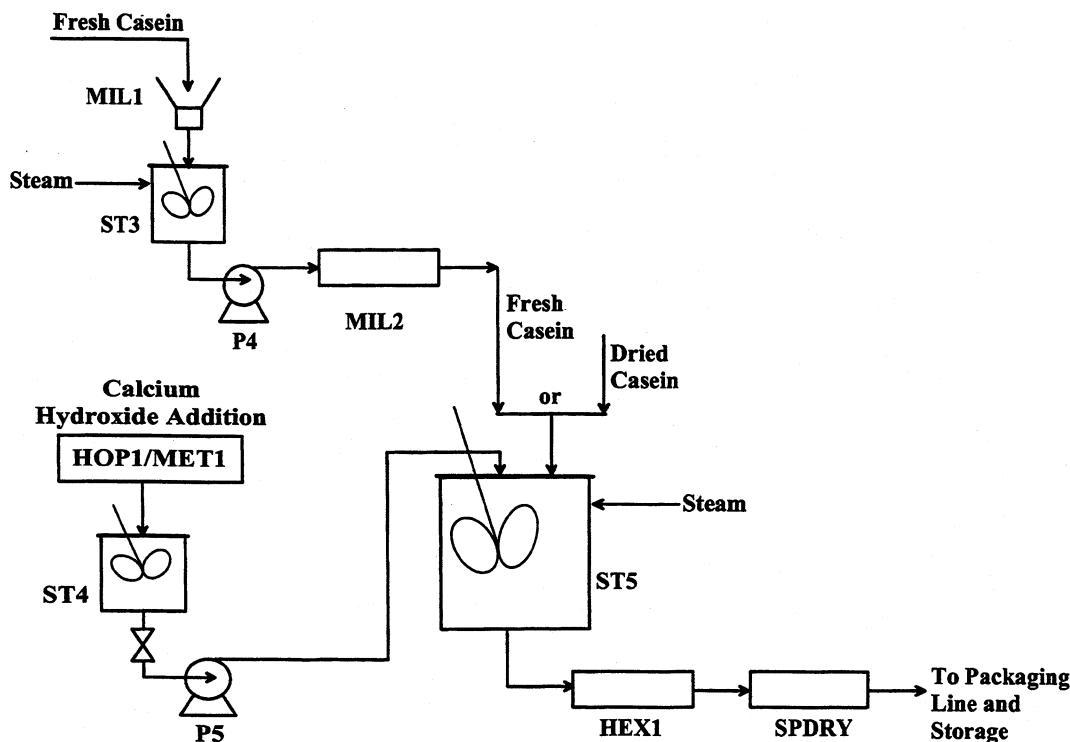 Fresh Casein
MIL1
Steam
ST3
P4
MIL2
Fresh
Casein
Dried
Casein
or
Calcium
Hydroxide Addition
HOP1/MET1
Steam
ST4
ST5
P5
HEX1
SPDRY
To Packaging
Line and
Storage